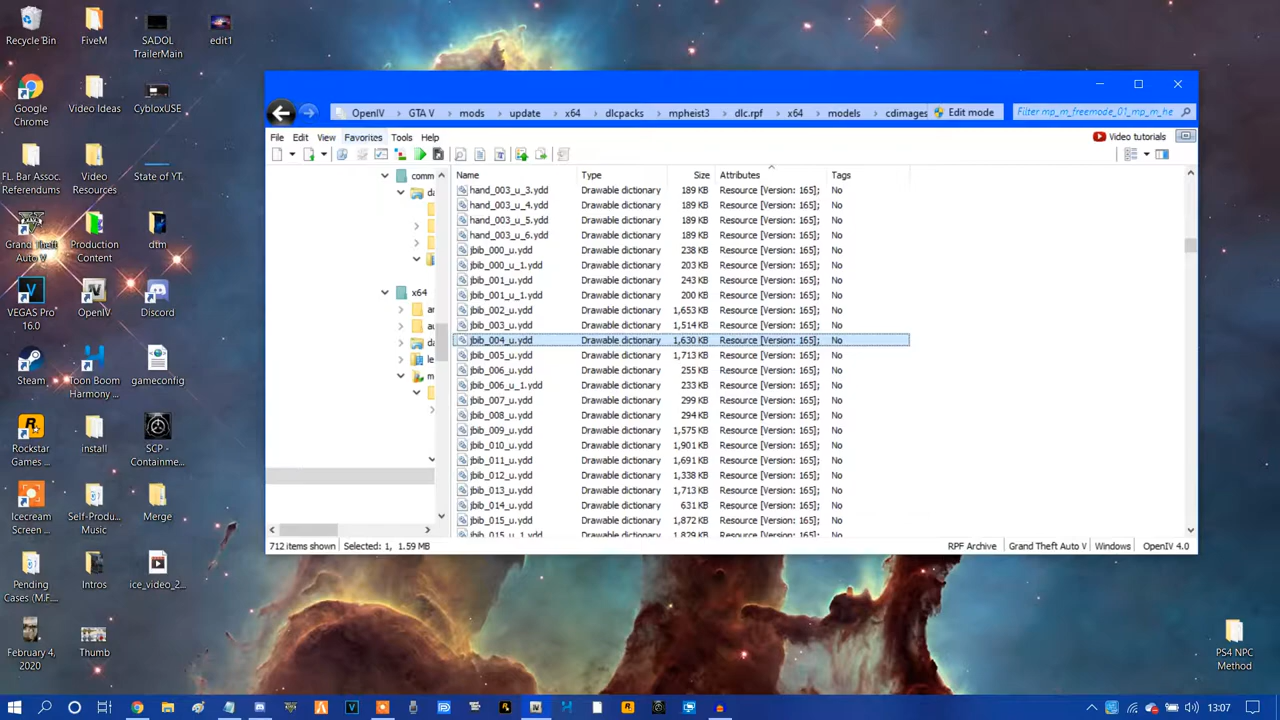 Recycle Bin
FiveM
SADOL TrailerMain
edit1
Google Chrome
Video Ideas
CybloxUSE
FL. Bar Assoc. Referendums
Video Resources
State of YT,
Grand Theft Auto V
Production Content
dtm
VEGAS Pro 16.0
OpenIV
Discord
Steam
Toon Boom Harmony ...
gameconfig
Rockstar Games ...
install
SCP - Containme...
Icecream Screen ...
Self-Produ... Music
Merge
Pending Cases (M.F....
Intros
ice_video_2...
February 4, 2020
Thumb
PS4 NPC Method
OpenIV GTA V mods update x64 dlcpacks mpheist3 dlc.rpf x64 models cdimages Edit mode Filter mp_m_freemode_01_mp_m_he
File Edit View Favorites Tools Help Video tutorials
Name Type Size Attributes Tags
hand_003_u_3.ydd Drawable dictionary 189 KB Resource [Version: 165]; No
hand_003_u_4.ydd Drawable dictionary 189 KB Resource [Version: 165]; No
hand_003_u_5.ydd Drawable dictionary 189 KB Resource [Version: 165]; No
hand_003_u_6.ydd Drawable dictionary 189 KB Resource [Version: 165]; No
jbib_000_u.ydd Drawable dictionary 238 KB Resource [Version: 165]; No
jbib_000_u_1.ydd Drawable dictionary 203 KB Resource [Version: 165]; No
jbib_001_u.ydd Drawable dictionary 243 KB Resource [Version: 165]; No
jbib_001_u_1.ydd Drawable dictionary 200 KB Resource [Version: 165]; No
jbib_002_u.ydd Drawable dictionary 1,653 KB Resource [Version: 165]; No
jbib_003_u.ydd Drawable dictionary 1,514 KB Resource [Version: 165]; No
jbib_004_u.ydd Drawable dictionary 1,630 KB Resource [Version: 165]; No
jbib_005_u.ydd Drawable dictionary 1,713 KB Resource [Version: 165]; No
jbib_006_u.ydd Drawable dictionary 255 KB Resource [Version: 165]; No
jbib_006_u_1.ydd Drawable dictionary 233 KB Resource [Version: 165]; No
jbib_007_u.ydd Drawable dictionary 299 KB Resource [Version: 165]; No
jbib_008_u.ydd Drawable dictionary 294 KB Resource [Version: 165]; No
jbib_009_u.ydd Drawable dictionary 1,575 KB Resource [Version: 165]; No
jbib_010_u.ydd Drawable dictionary 1,901 KB Resource [Version: 165]; No
jbib_011_u.ydd Drawable dictionary 1,691 KB Resource [Version: 165]; No
jbib_012_u.ydd Drawable dictionary 1,338 KB Resource [Version: 165]; No
jbib_013_u.ydd Drawable dictionary 1,713 KB Resource [Version: 165]; No
jbib_014_u.ydd Drawable dictionary 631 KB Resource [Version: 165]; No
jbib_015_u.ydd Drawable dictionary 1,872 KB Resource [Version: 165]; No
jbib_015_u_1.ydd Drawable dictionary 1,829 KB Resource [Version: 165]; No
comm
da
x64
ar
au
da
le
m
712 items shown Selected: 1, 1.59 MB RPF Archive Grand Theft Auto V Windows OpenIV 4.0
13:07